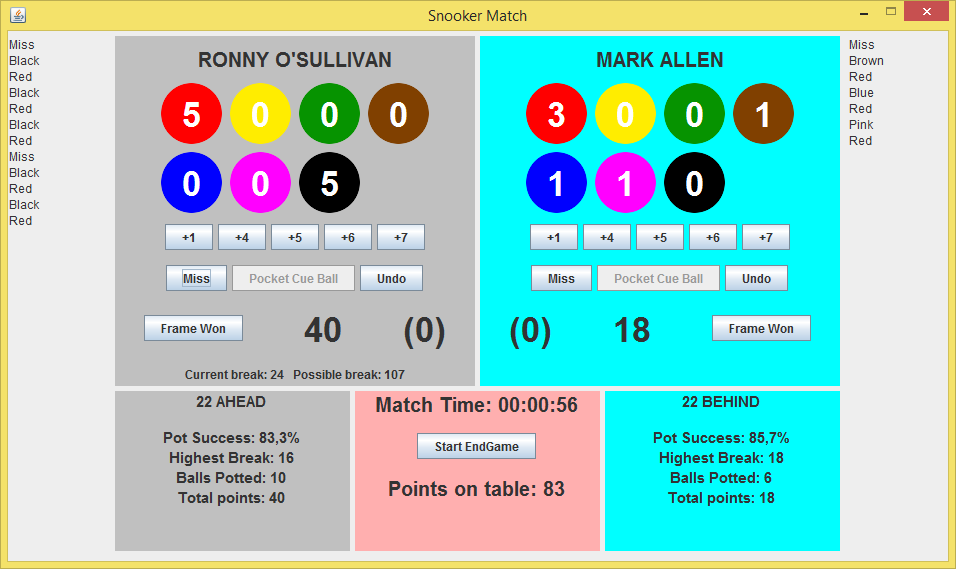 Snooker Match
Miss
Black
Red
Black
Red
Black
Red
Miss
Black
Red
Black
Red
RONNY O'SULLIVAN
5 0 0 0
0 0 5
+1 +4 +5 +6 +7
Miss Pocket Cue Ball Undo
Frame Won 40 (0)
Current break: 24 Possible break: 107
MARK ALLEN
3 0 0 1
1 1 0
+1 +4 +5 +6 +7
Miss Pocket Cue Ball Undo
(0) 18 Frame Won
Miss
Brown
Red
Blue
Red
Pink
Red
22 AHEAD
Pot Success: 83,3%
Highest Break: 16
Balls Potted: 10
Total points: 40
Match Time: 00:00:56
Start EndGame
Points on table: 83
22 BEHIND
Pot Success: 85,7%
Highest Break: 18
Balls Potted: 6
Total points: 18